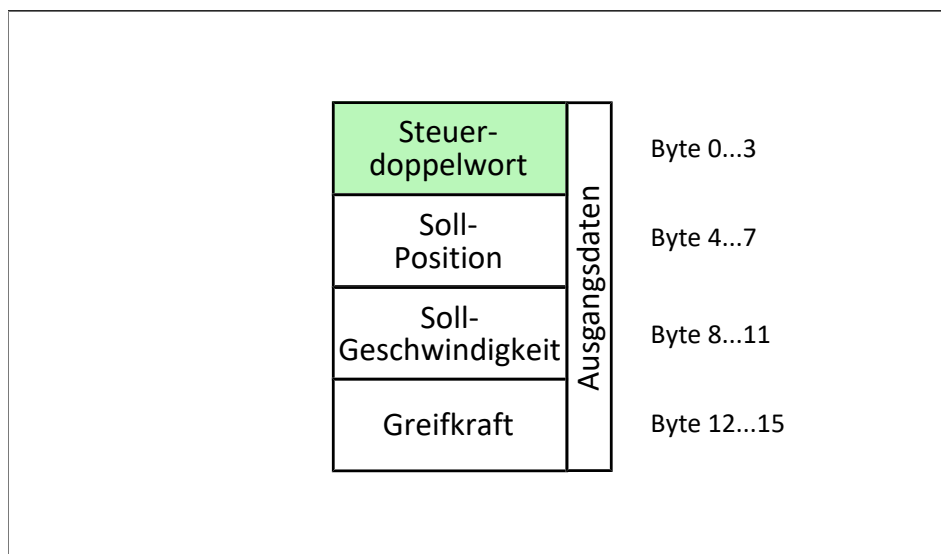 Steuer-
doppelwort
Byte 0...3
Soll-
Position
Byte 4...7
Soll-
Geschwindigkeit
Byte 8...11
Greifkraft
Byte 12...15
Ausgangsdaten